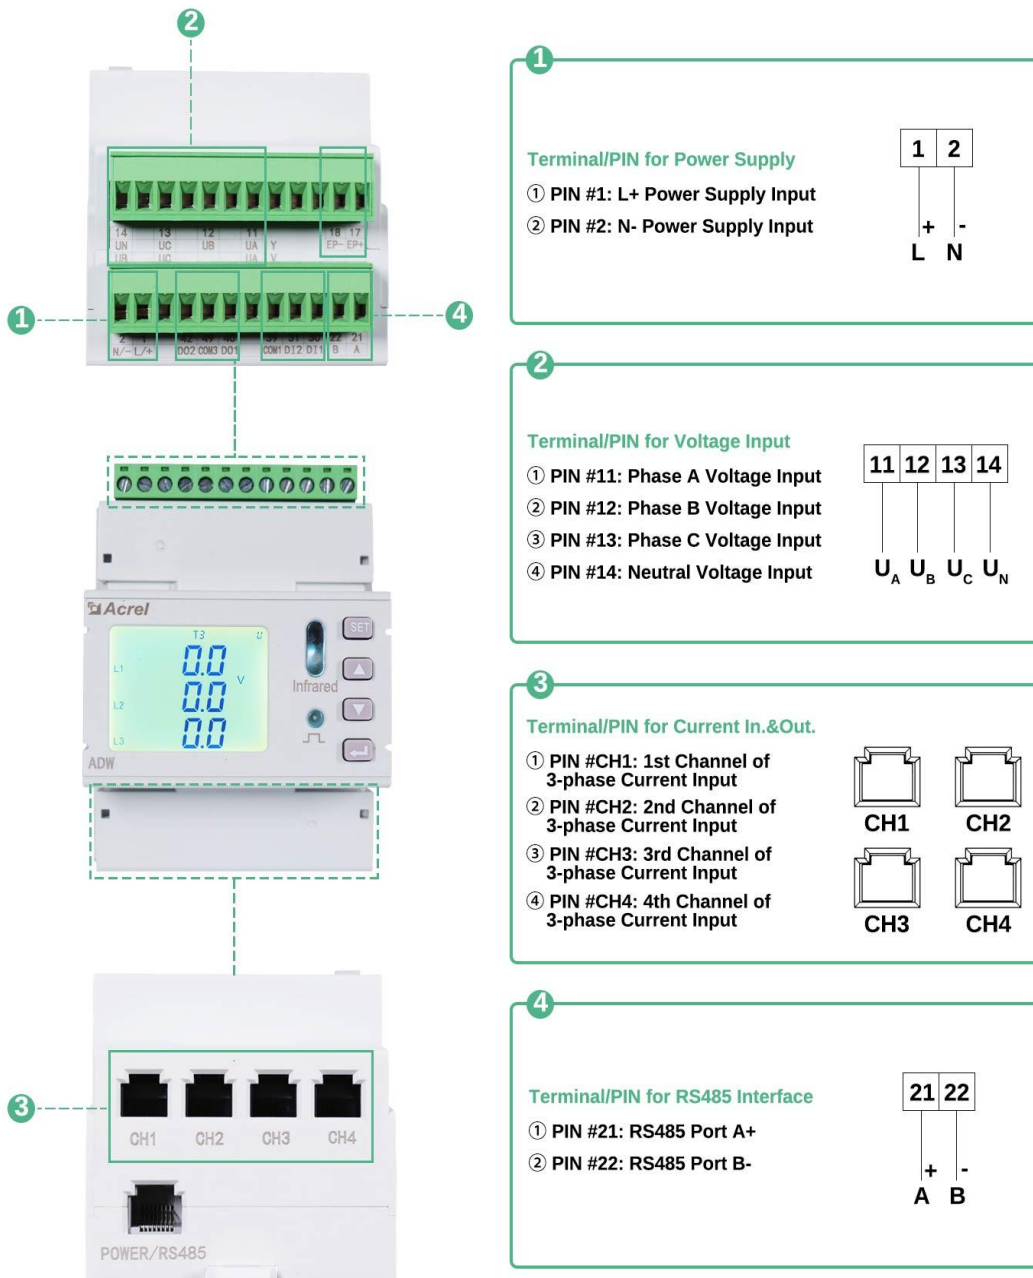 2
14 13 12 11 18 17
UN UC UB UA Y EP- EP+
UB UC UA V
1
4
2 1 42 49 40 39 31 30 22 21
N/- L/+ DO2 COM3 DO1 COM1 DI2 DI1 B A
Acrel
T3 U
L1 0.0
V
L2 0.0
L3 0.0
SET
Infrared
ADW
3
CH1 CH2 CH3 CH4
POWER/RS485
1
Terminal/PIN for Power Supply
① PIN #1: L+ Power Supply Input
② PIN #2: N- Power Supply Input
1 2
+ -
L N
2
Terminal/PIN for Voltage Input
① PIN #11: Phase A Voltage Input
② PIN #12: Phase B Voltage Input
③ PIN #13: Phase C Voltage Input
④ PIN #14: Neutral Voltage Input
11 12 13 14
UA UB UC UN
3
Terminal/PIN for Current In.&Out.
① PIN #CH1: 1st Channel of
3-phase Current Input
② PIN #CH2: 2nd Channel of
3-phase Current Input
③ PIN #CH3: 3rd Channel of
3-phase Current Input
④ PIN #CH4: 4th Channel of
3-phase Current Input
CH1 CH2
CH3 CH4
4
Terminal/PIN for RS485 Interface
① PIN #21: RS485 Port A+
② PIN #22: RS485 Port B-
21 22
+ -
A B